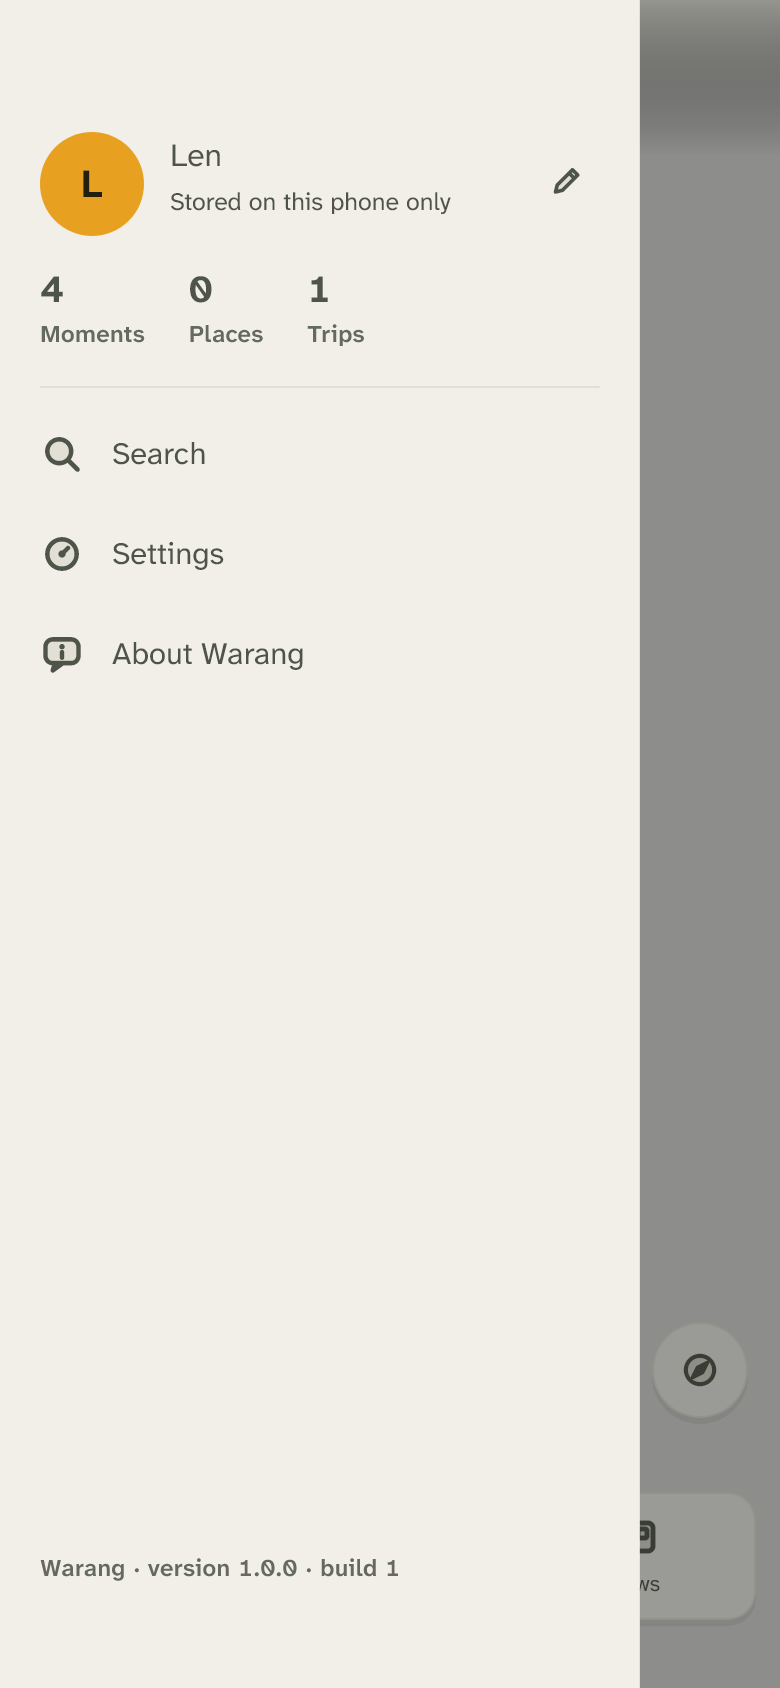 L
Len
Stored on this phone only
4 0 1
Moments Places Trips
Search
Settings
About Warang
ws
Warang · version 1.0.0 · build 1